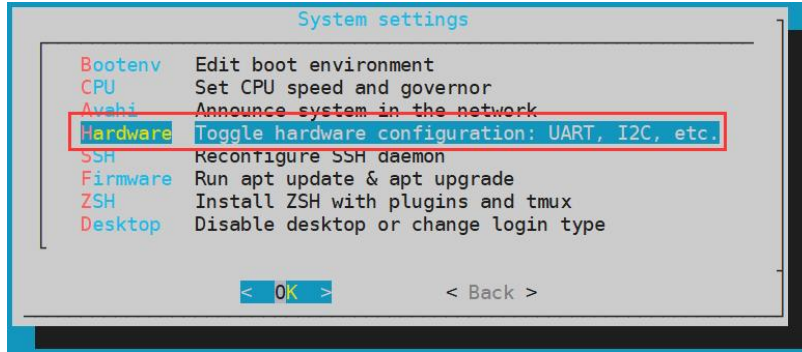 System settings
Bootenv Edit boot environment
CPU Set CPU speed and governor
Avahi Announce system in the network
Hardware Toggle hardware configuration: UART, I2C, etc.
SSH Reconfigure SSH daemon
Firmware Run apt update & apt upgrade
ZSH Install ZSH with plugins and tmux
Desktop Disable desktop or change login type
< OK > < Back >